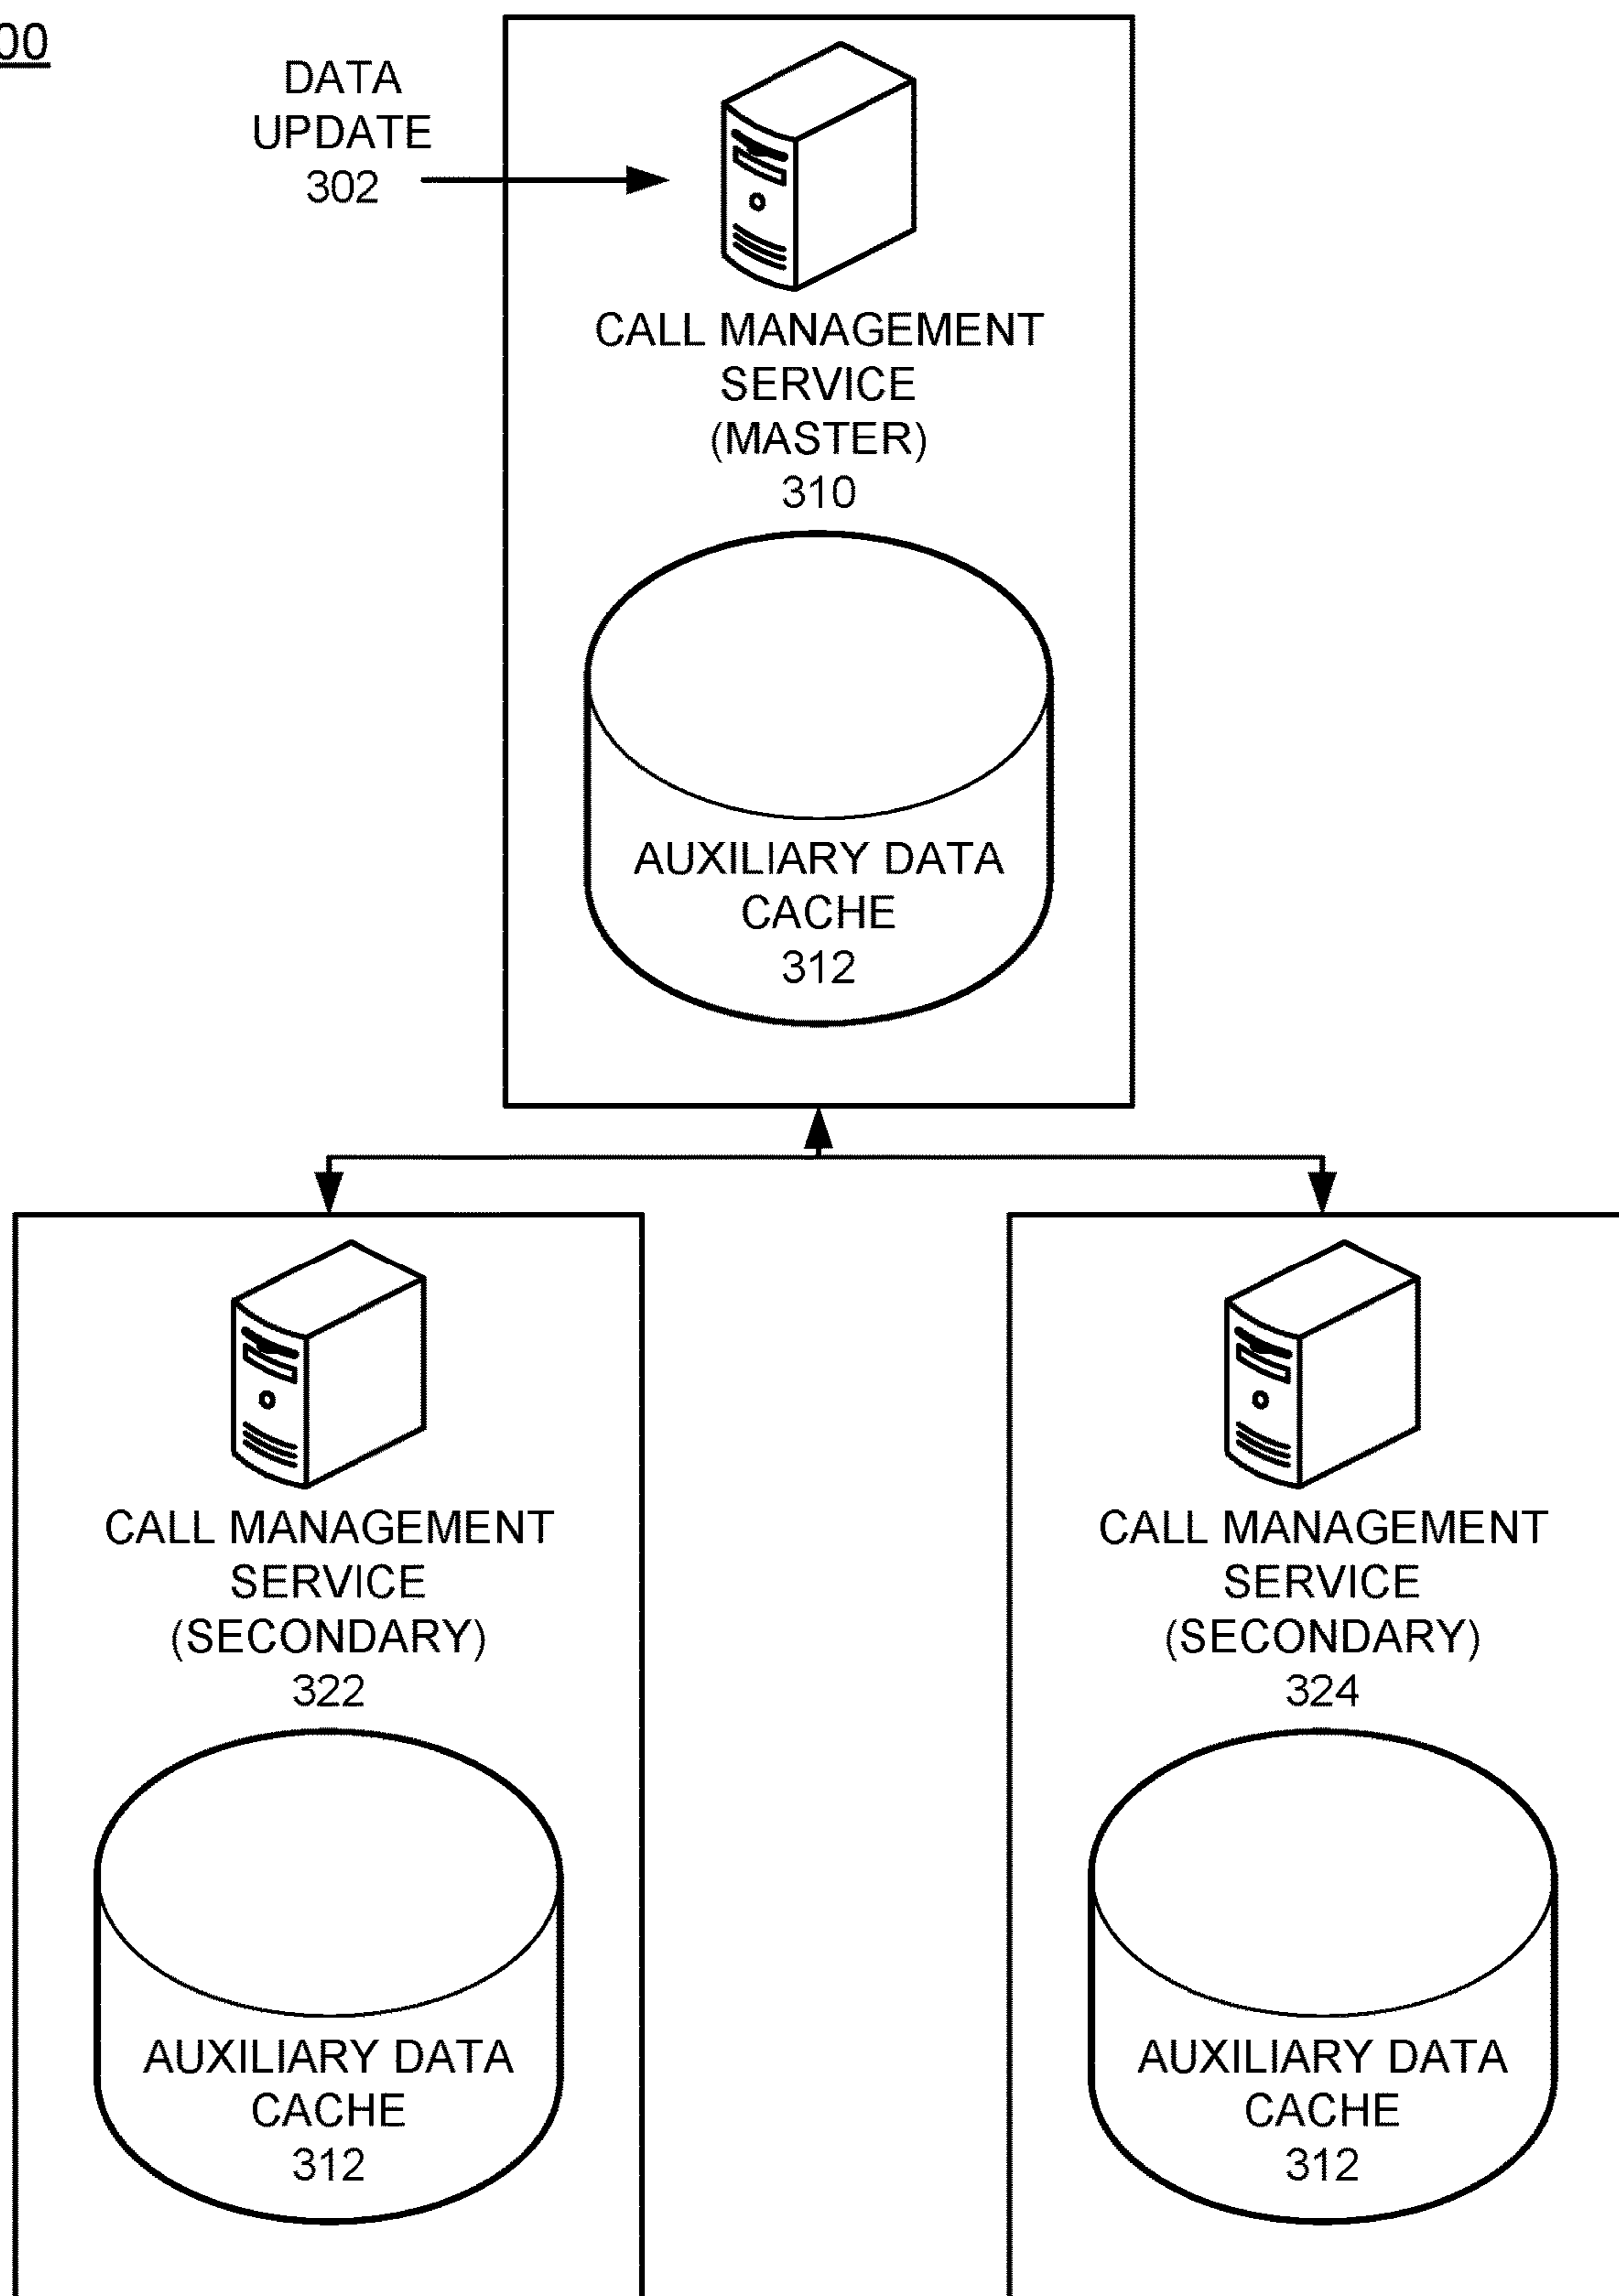 00
DATA
UPDATE
302
CALL MANAGEMENT
SERVICE
(MASTER)
310
AUXILIARY DATA
CACHE
312
CALL MANAGEMENT
SERVICE
(SECONDARY)
322
AUXILIARY DATA
CACHE
312
CALL MANAGEMENT
SERVICE
(SECONDARY)
324
AUXILIARY DATA
CACHE
312